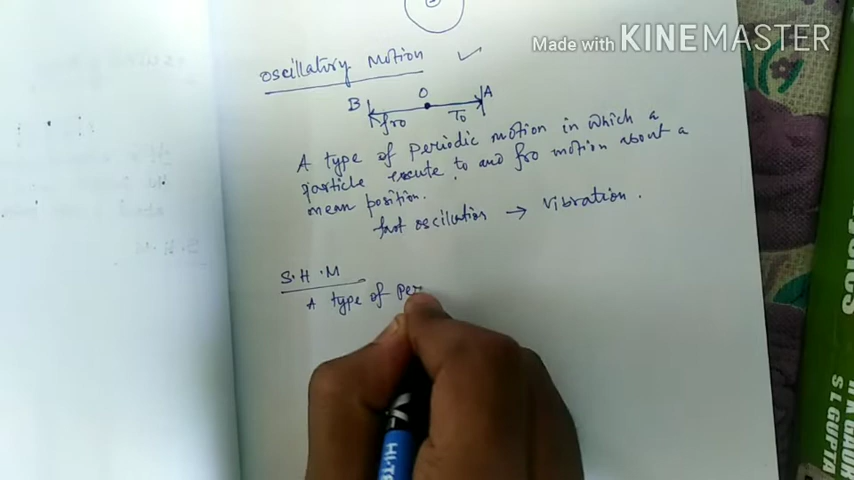 Made with KINEMASTER
Oscillatory Motion
B O A
fro To
A type of periodic motion in which a
particle execute to and fro motion about a
mean position.
fast oscillation → vibration.
S.H.M
A type of Per
S L GUPTA